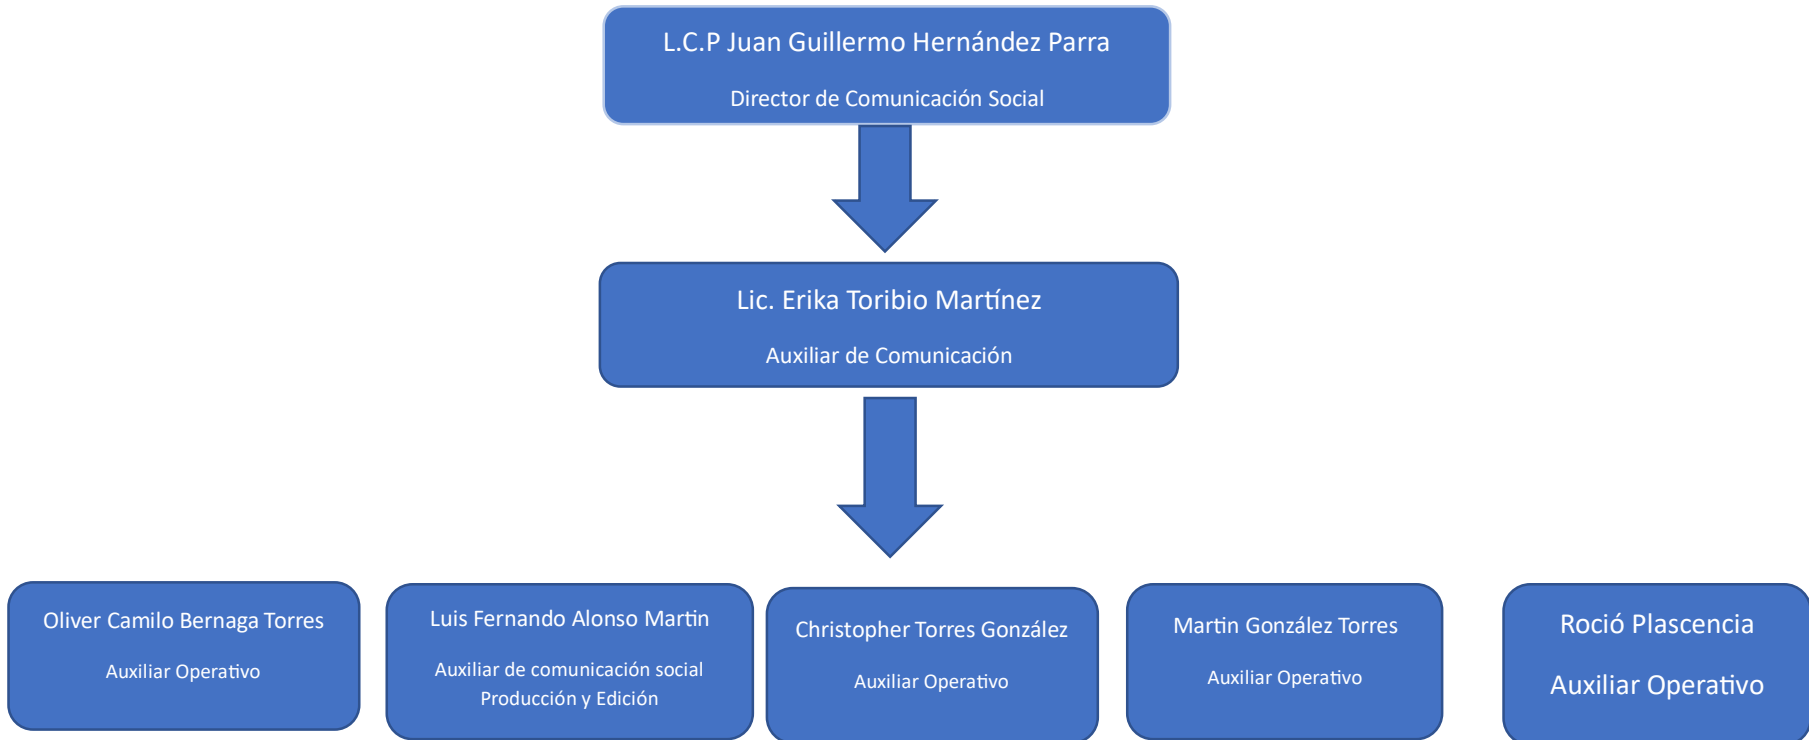 L.C.P Juan Guillermo Hernández Parra
Director de Comunicación Social
Lic. Erika Toribio Martínez
Auxiliar de Comunicación
Oliver Camilo Bernaga Torres
Auxiliar Operativo
Luis Fernando Alonso Martin
Auxiliar de comunicación social
Producción y Edición
Christopher Torres González
Auxiliar Operativo
Martin González Torres
Auxiliar Operativo
Roció Plascencia
Auxiliar Operativo